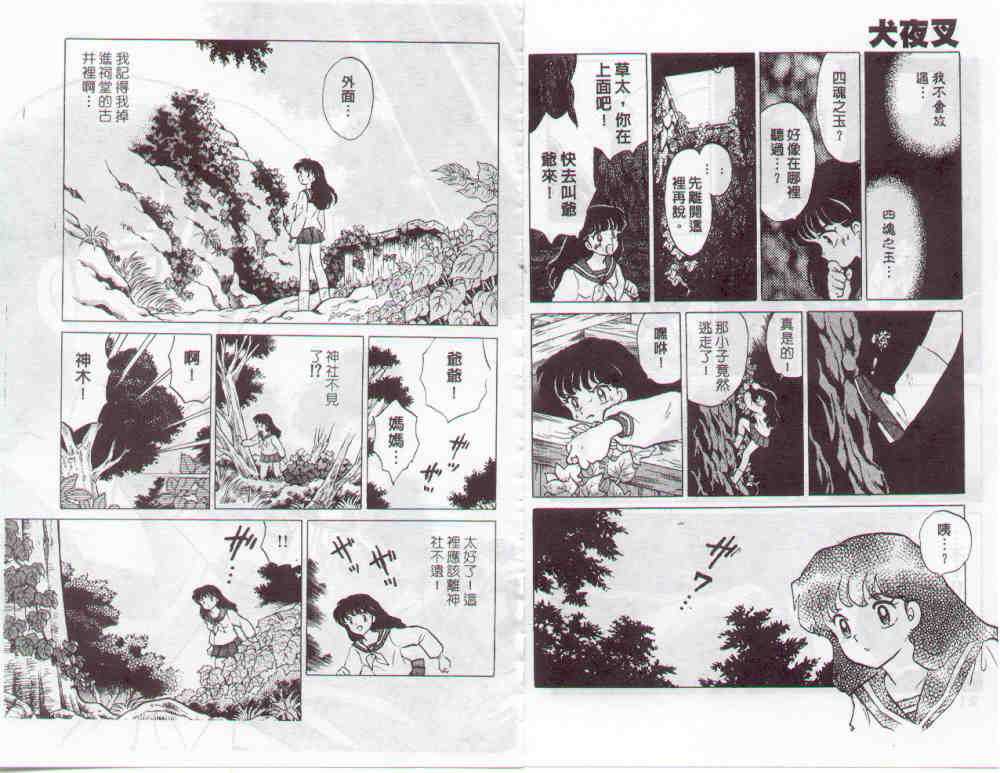 犬夜叉
我不會放
過…
四魂之玉…
四魂之玉?
好像在哪裡
聽過…?
…
…
先離開這
裡再說。
草太,你在
上面吧!
快去叫爺
爺來!
真是的!
那小子竟然
逃走了!
嘿咻!
咦…?
外面…
我記得我掉
進祠堂的古
井裡啊…
爺爺!
媽媽…
神社不見
了!?
啊!
神木!
太好了!這
裡應該離神
社不遠!
!!